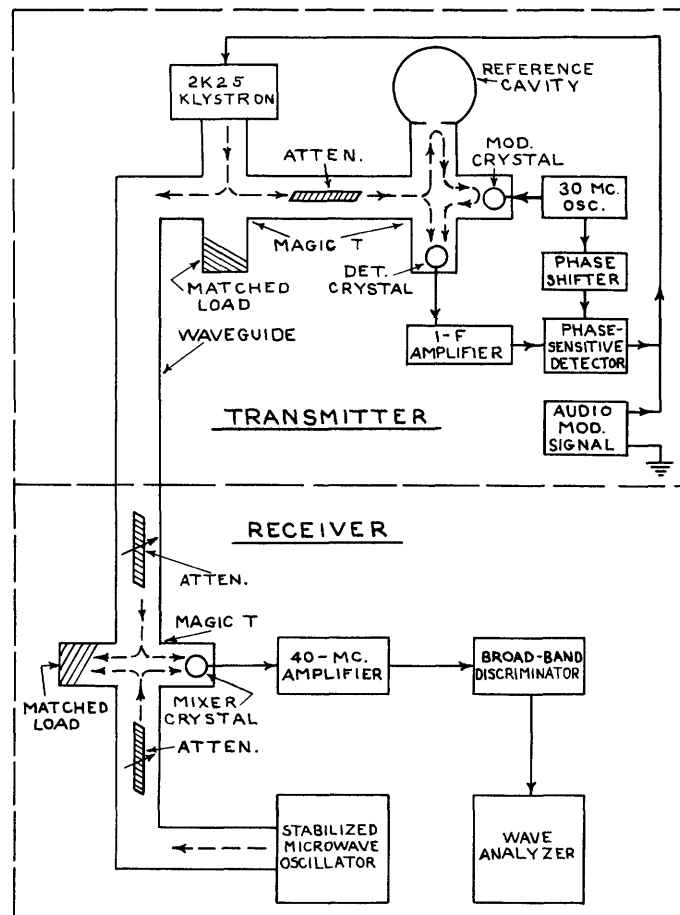 2K25
KLYSTRON
REFERENCE
CAVITY
ATTEN.
MOD.
CRYSTAL
30 MC.
OSC.
MAGIC T
DET.
CRYSTAL
PHASE
SHIFTER
MATCHED
LOAD
WAVEGUIDE
I-F
AMPLIFIER
PHASE-
SENSITIVE
DETECTOR
TRANSMITTER
AUDIO
MOD.
SIGNAL
RECEIVER
ATTEN.
MAGIC T
40-MC.
AMPLIFIER
BROAD-BAND
DISCRIMINATOR
MATCHED
LOAD
MIXER
CRYSTAL
ATTEN.
STABILIZED
MICROWAVE
OSCILLATOR
WAVE
ANALYZER